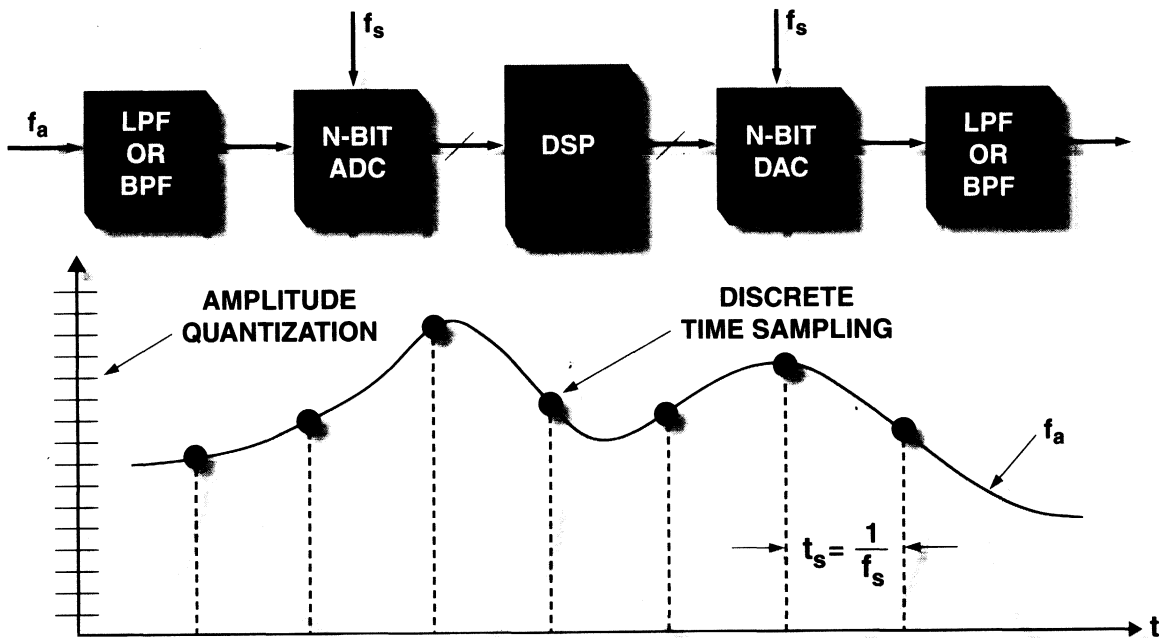 fs
fs
fa
LPF
OR
BPF
N-BIT
ADC
DSP
N-BIT
DAC
LPF
OR
BPF
AMPLITUDE
QUANTIZATION
DISCRETE
TIME SAMPLING
fa
ts = 1/fs
t